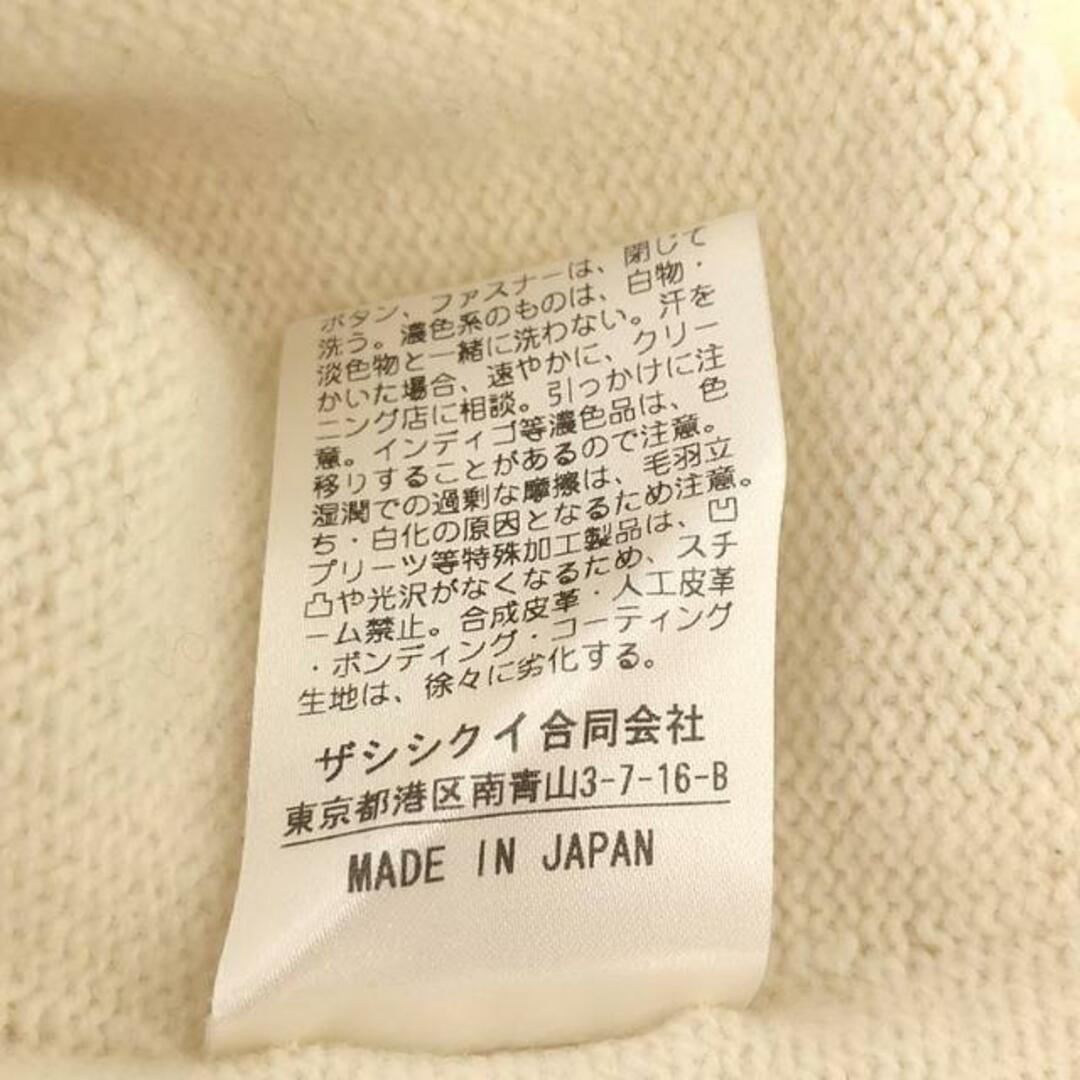 ボタン、ファスナーは、閉じて
洗う。濃色系のものは、白物・
淡色物と一緒に洗わない。汗を
かいた場合、速やかに、クリー
ニング店に相談。引っかけに注
意。インディゴ等濃色品は、色
移りすることがあるので注意。
湿潤での過剰な摩擦は、毛羽立
ち・白化の原因となるため注意。
プリーツ等特殊加工製品は、凹
凸や光沢がなくなるため、スチ
ーム禁止。合成皮革・人工皮革
・ボンディング・コーティング
生地は、徐々に劣化する。
ザシシクイ合同会社
東京都港区南青山3-7-16-B
MADE IN JAPAN